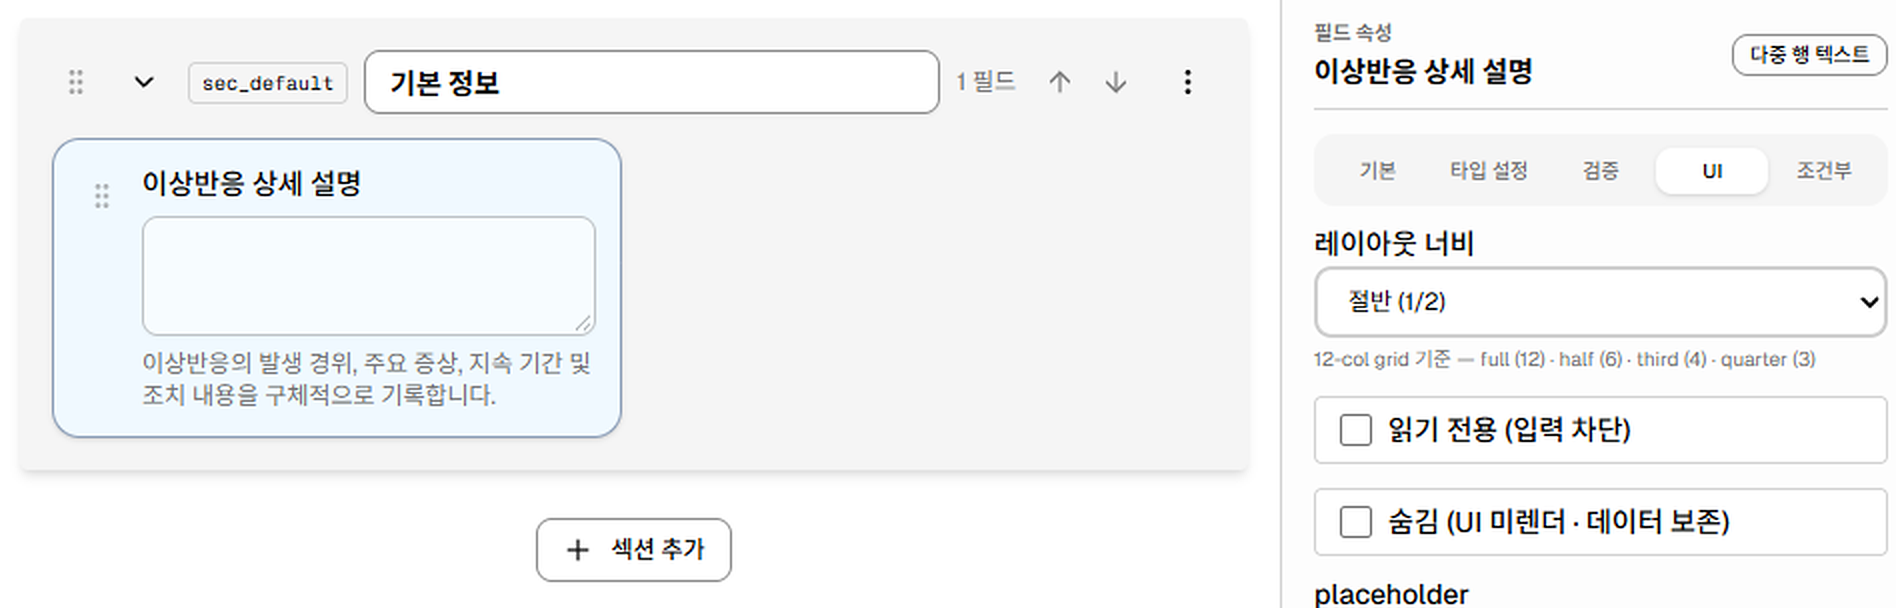 sec_default
기본 정보
1 필드
이상반응 상세 설명
이상반응의 발생 경위, 주요 증상, 지속 기간 및
조치 내용을 구체적으로 기록합니다.
섹션 추가
필드 속성
이상반응 상세 설명
다중 행 텍스트
기본 타입 설정 검증 UI 조건부
레이아웃 너비
절반 (1/2)
12-col grid 기준 — full (12) · half (6) · third (4) · quarter (3)
읽기 전용 (입력 차단)
숨김 (UI 미렌더 · 데이터 보존)
placeholder